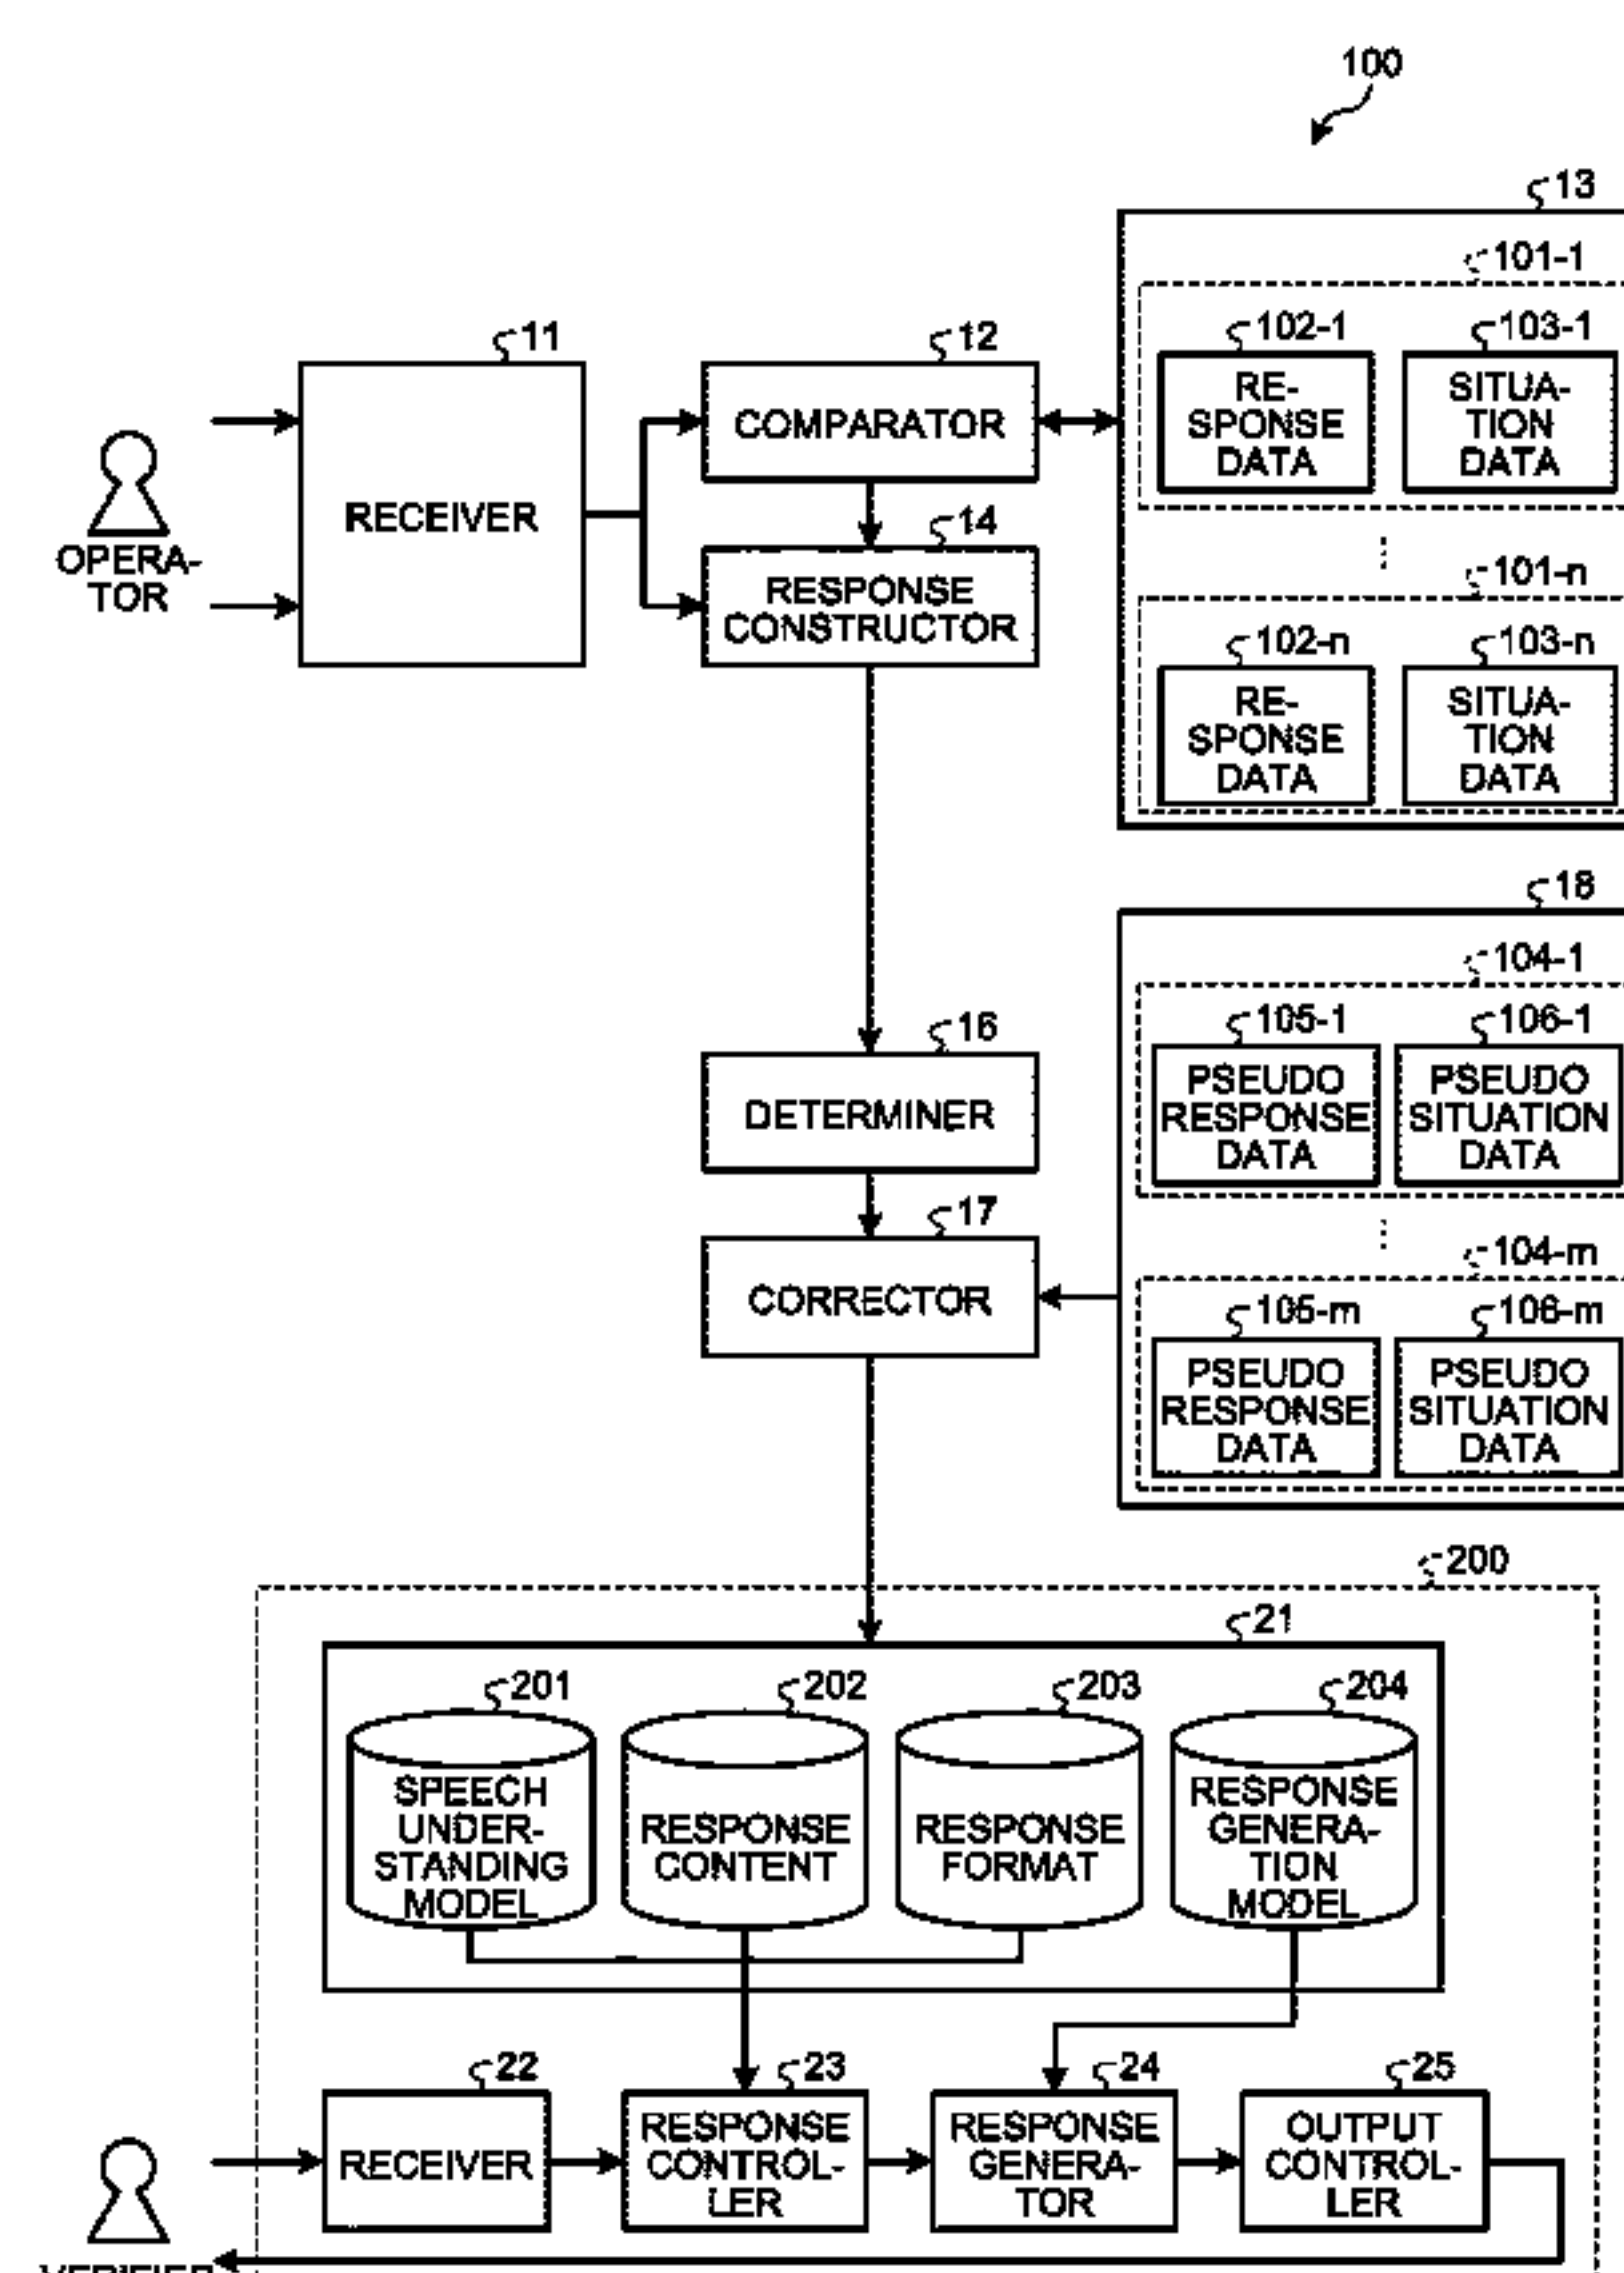 100
13
101-1
11
12
102-1
103-1
RE-
SPONSE
DATA
SITUA-
TION
DATA
COMPARATOR
RECEIVER
OPERA-
TOR
14
RESPONSE
CONSTRUCTOR
101-n
102-n
103-n
RE-
SPONSE
DATA
SITUA-
TION
DATA
18
104-1
16
105-1
106-1
DETERMINER
PSEUDO
RESPONSE
DATA
PSEUDO
SITUATION
DATA
17
CORRECTOR
104-m
105-m
106-m
PSEUDO
RESPONSE
DATA
PSEUDO
SITUATION
DATA
200
21
201
202
203
204
SPEECH
UNDER-
STANDING
MODEL
RESPONSE
CONTENT
RESPONSE
FORMAT
RESPONSE
GENERA-
TION
MODEL
22
23
24
25
RECEIVER
RESPONSE
CONTROL-
LER
RESPONSE
GENERA-
TOR
OUTPUT
CONTROL-
LER
VERIFIER